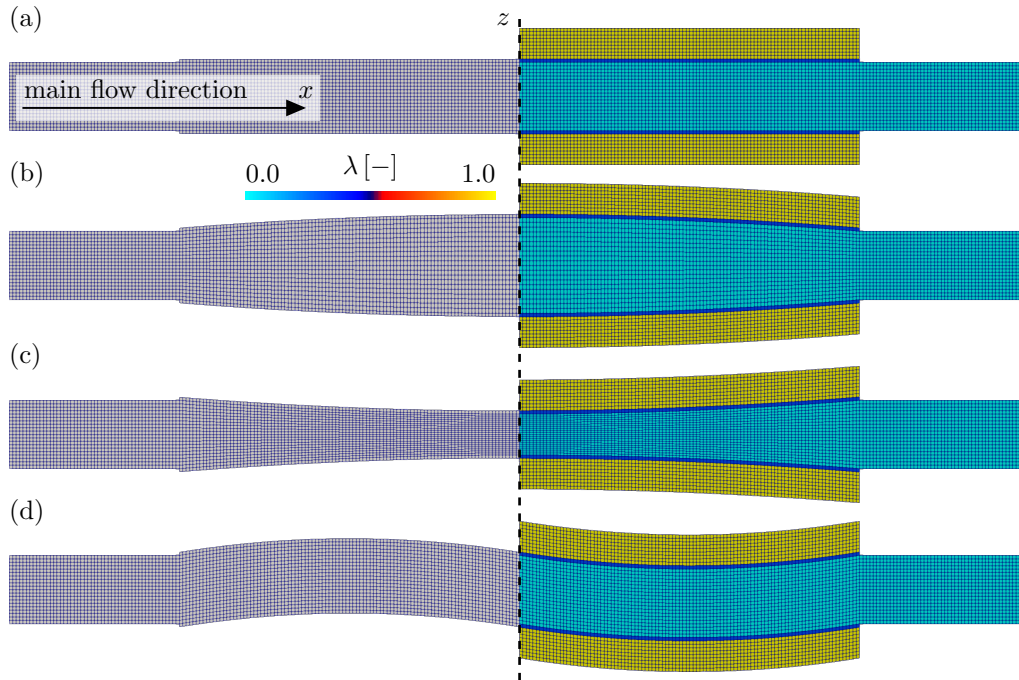 (a)
z
main flow direction x
(b)
0.0 λ [−] 1.0
(c)
(d)